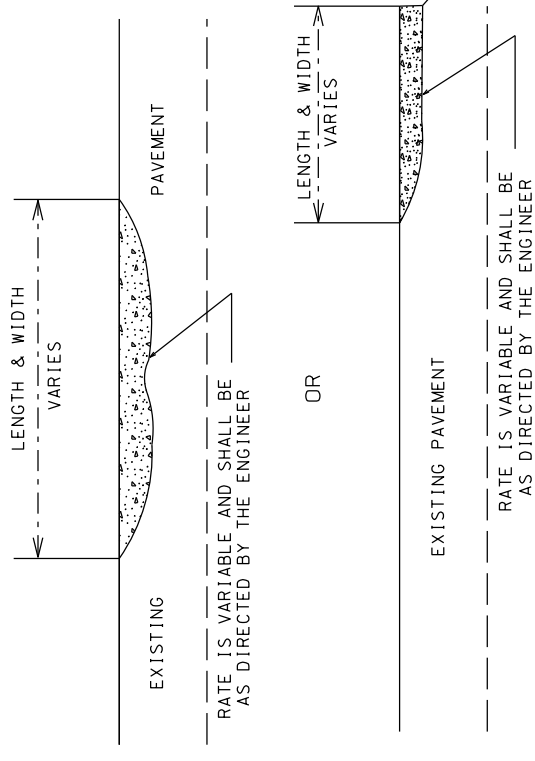 LENGTH & WIDTH
VARIES
EXISTING
PAVEMENT
RATE IS VARIABLE AND SHALL BE
AS DIRECTED BY THE ENGINEER
OR
LENGTH & WIDTH
VARIES
EXISTING PAVEMENT
RATE IS VARIABLE AND SHALL BE
AS DIRECTED BY THE ENGINEER